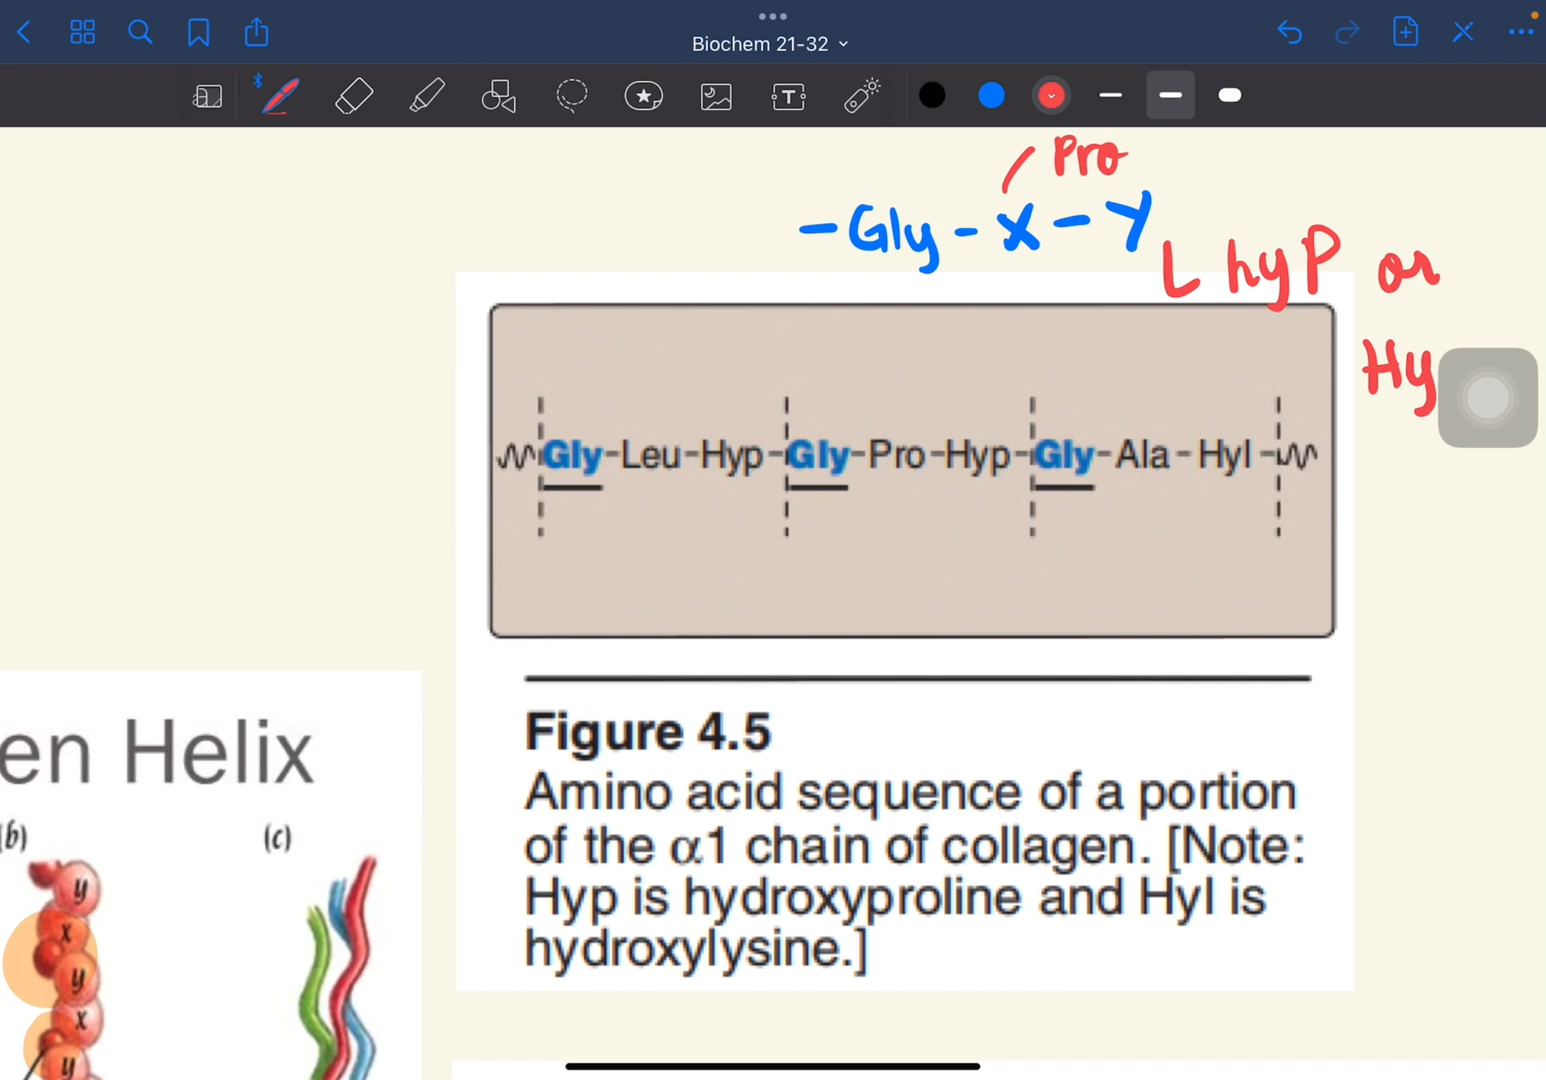 Biochem 21-32
Pro
-Gly-X-Y
hyp or
Hy
Gly-Leu-Hyp-Gly-Pro-Hyp-Gly-Ala-Hyl
Figure 4.5
Amino acid sequence of a portion
of the α1 chain of collagen. [Note:
Hyp is hydroxyproline and Hyl is
hydroxylysine.]
en Helix
(b)
(c)
y
x
y
x
y